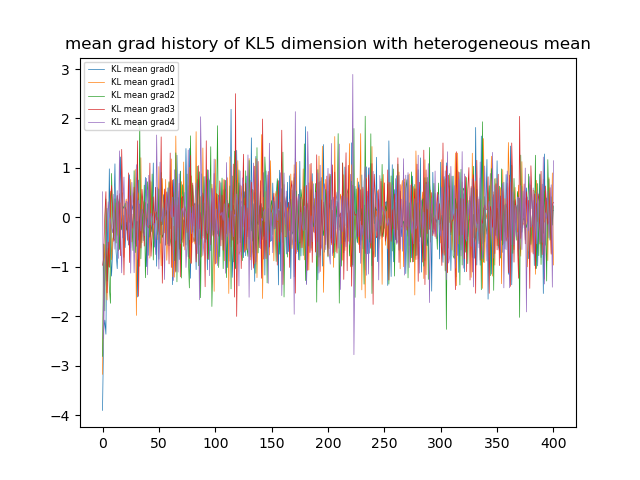 mean grad history of KL5 dimension with heterogeneous mean
KL mean grad0
KL mean grad1
KL mean grad2
KL mean grad3
KL mean grad4
3
2
1
0
−1
−2
−3
−4
0 50 100 150 200 250 300 350 400